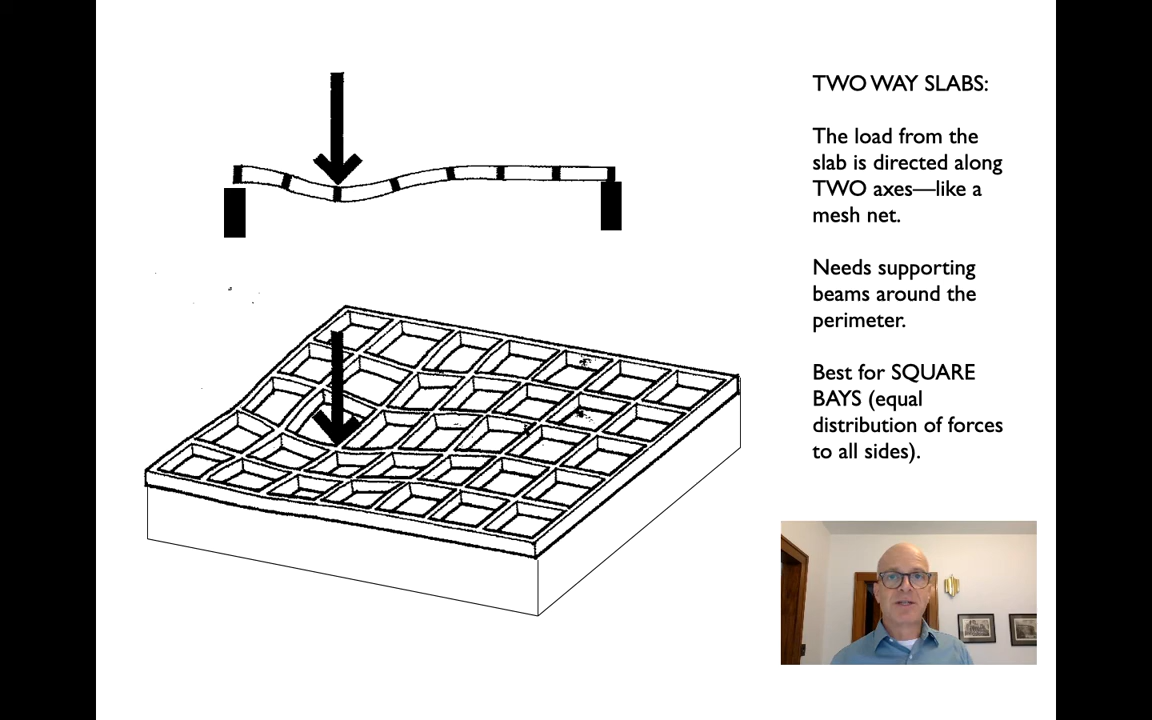 TWO WAY SLABS:
The load from the
slab is directed along
TWO axes—like a
mesh net.
Needs supporting
beams around the
perimeter.
Best for SQUARE
BAYS (equal
distribution of forces
to all sides).